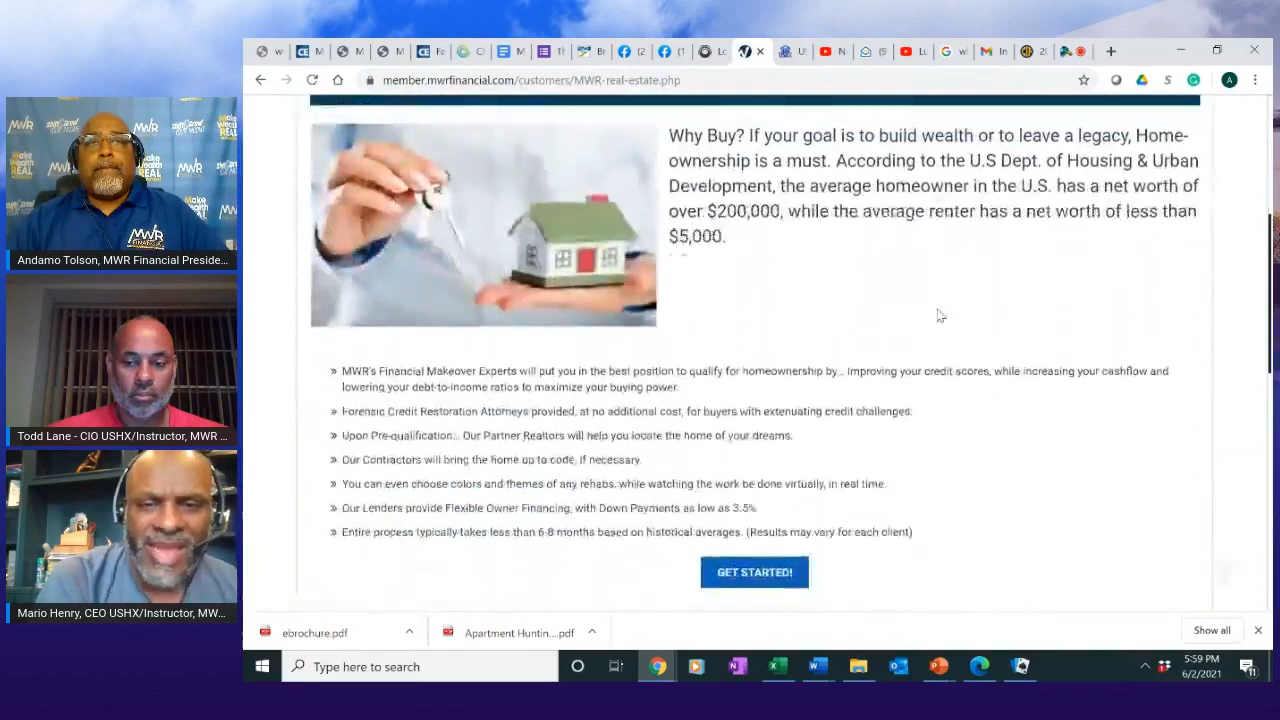 MWR
shift Grow
Make Wealth REAL
MWR
FINANCIAL
Andamo Tolson, MWR Financial Preside...
Todd Lane - CIO USHX/Instructor, MWR ...
Mario Henry, CEO USHX/Instructor, MW...
member.mwrfinancial.com/customers/MWR-real-estate.php
A
Why Buy? If your goal is to build wealth or to leave a legacy, Home-
ownership is a must. According to the U.S Dept. of Housing & Urban
Development, the average homeowner in the U.S. has a net worth of
over $200,000, while the average renter has a net worth of less than
$5,000.
» MWR's Financial Makeover Experts will put you in the best position to qualify for homeownership by... Improving your credit scores, while increasing your cashflow and
lowering your debt-to-income ratios to maximize your buying power.
» Forensic Credit Restoration Attorneys provided, at no additional cost, for buyers with extenuating credit challenges.
» Upon Pre-qualification... Our Partner Realtors will help you locate the home of your dreams.
» Our Contractors will bring the home up to code, if necessary.
» You can even choose colors and themes of any rehabs, while watching the work be done virtually, in real time.
» Our Lenders provide Flexible Owner Financing, with Down Payments as low as 3.5%
» Entire process typically takes less than 6-8 months based on historical averages. (Results may vary for each client)
GET STARTED!
ebrochure.pdf
Apartment Huntin....pdf
Show all
Type here to search
5:59 PM
6/2/2021